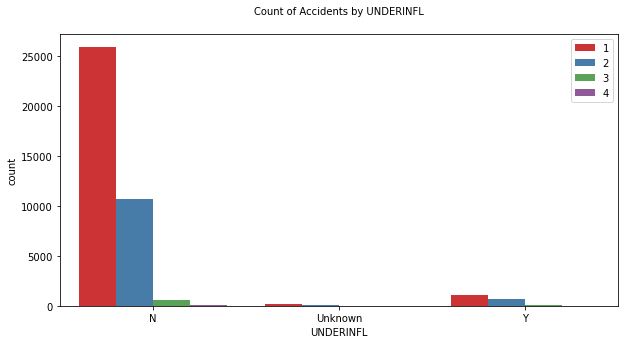 Count of Accidents by UNDERINFL
25000
20000
15000
10000
5000
0
count
N
Unknown
Y
UNDERINFL
1
2
3
4